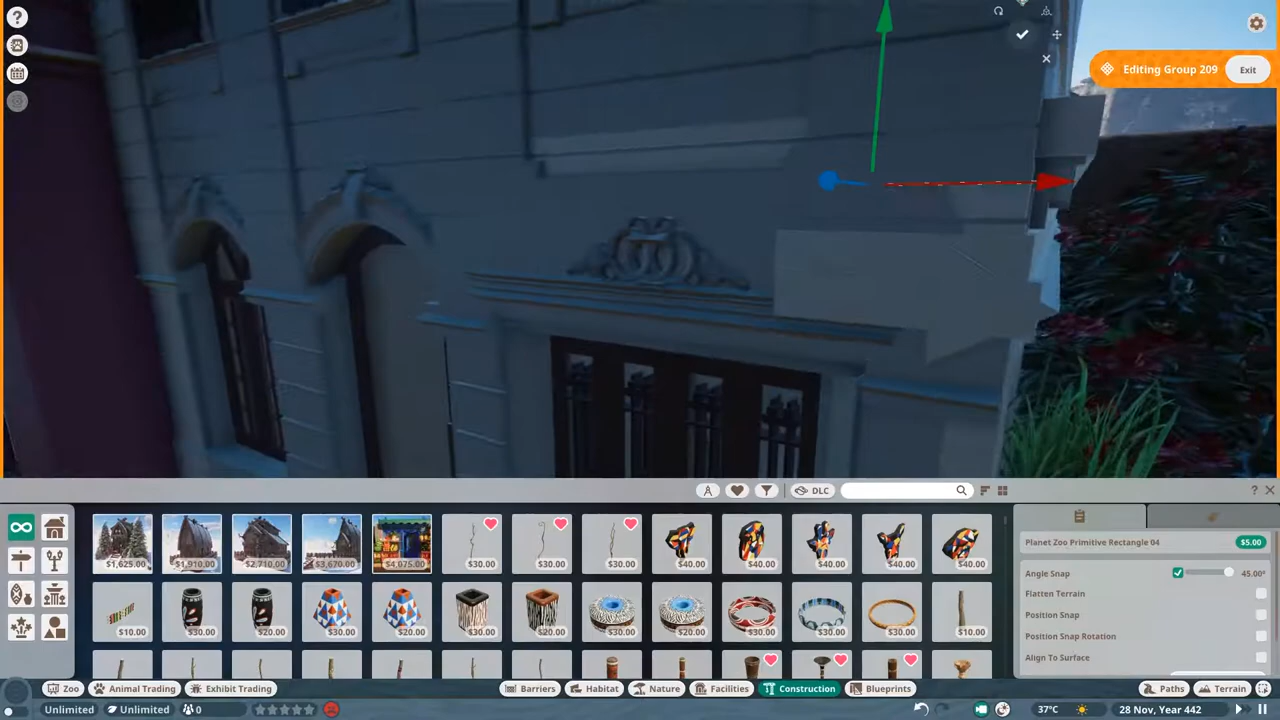 ?
Editing Group 209
Exit
DLC
?
$1,625.00
$1,910.00
$2,710.00
$3,670.00
$4,075.00
$30.00
$30.00
$30.00
$40.00
$40.00
$40.00
$40.00
$40.00
$10.00
$30.00
$20.00
$30.00
$20.00
$30.00
$30.00
$30.00
$20.00
$30.00
$30.00
$30.00
$10.00
Planet Zoo Primitive Rectangle 04
$5.00
Angle Snap
45.00°
Flatten Terrain
Position Snap
Position Snap Rotation
Align To Surface
Zoo
Animal Trading
Exhibit Trading
Barriers
Habitat
Nature
Facilities
Construction
Blueprints
Paths
Terrain
Unlimited
Unlimited
0
37°C
28 Nov, Year 442